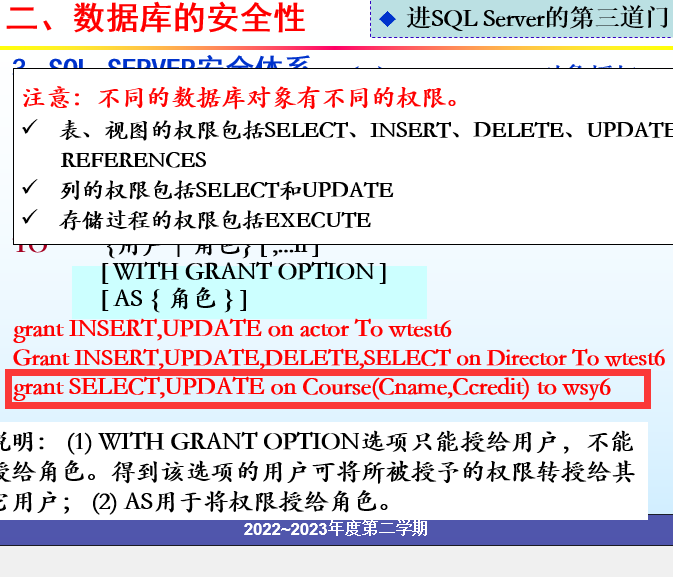 二、数据库的安全性
◆ 进SQL Server的第三道门
3 SQL SERVER安全体系
注意：不同的数据库对象有不同的权限。
✓ 表、视图的权限包括SELECT、INSERT、DELETE、UPDATE
REFERENCES
✓ 列的权限包括SELECT和UPDATE
✓ 存储过程的权限包括EXECUTE
TO {用户 | 角色} [ ,...n ]
[ WITH GRANT OPTION ]
[ AS { 角色 } ]
grant INSERT,UPDATE on actor To wtest6
Grant INSERT,UPDATE,DELETE,SELECT on Director To wtest6
grant SELECT,UPDATE on Course(Cname,Ccredit) to wsy6
说明： (1) WITH GRANT OPTION选项只能授给用户，不能
授给角色。得到该选项的用户可将所被授予的权限转授给其
它用户； (2) AS用于将权限授给角色。
2022~2023年度第二学期